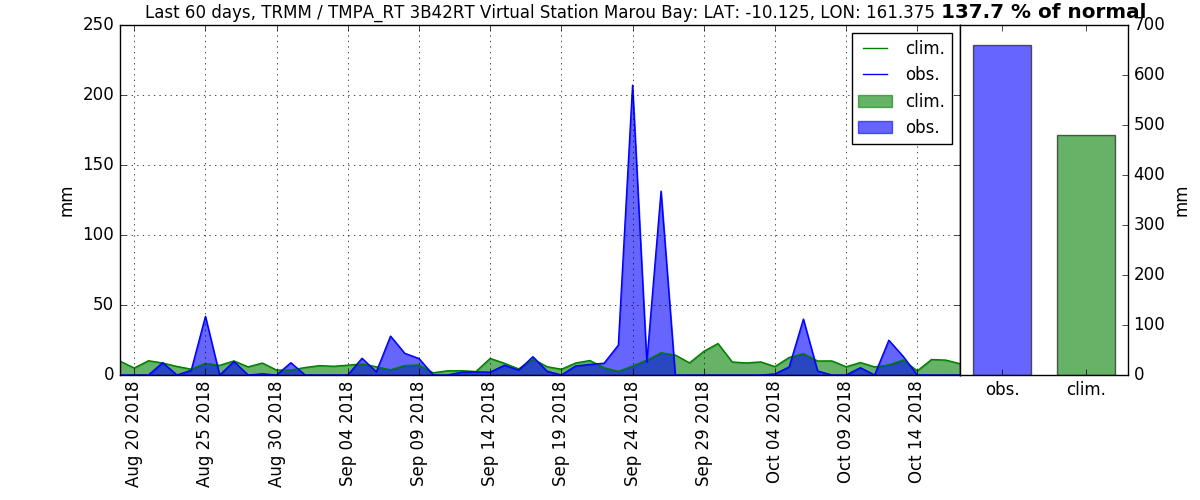 Last 60 days, TRMM / TMPA_RT 3B42RT Virtual Station Marou Bay: LAT: -10.125, LON: 161.375 137.7 % of normal
250
200
150
100
50
0
mm
clim.
obs.
clim.
obs.
700
600
500
400
300
200
100
0
mm
obs.
clim.
Aug 20 2018
Aug 25 2018
Aug 30 2018
Sep 04 2018
Sep 09 2018
Sep 14 2018
Sep 19 2018
Sep 24 2018
Sep 29 2018
Oct 04 2018
Oct 09 2018
Oct 14 2018